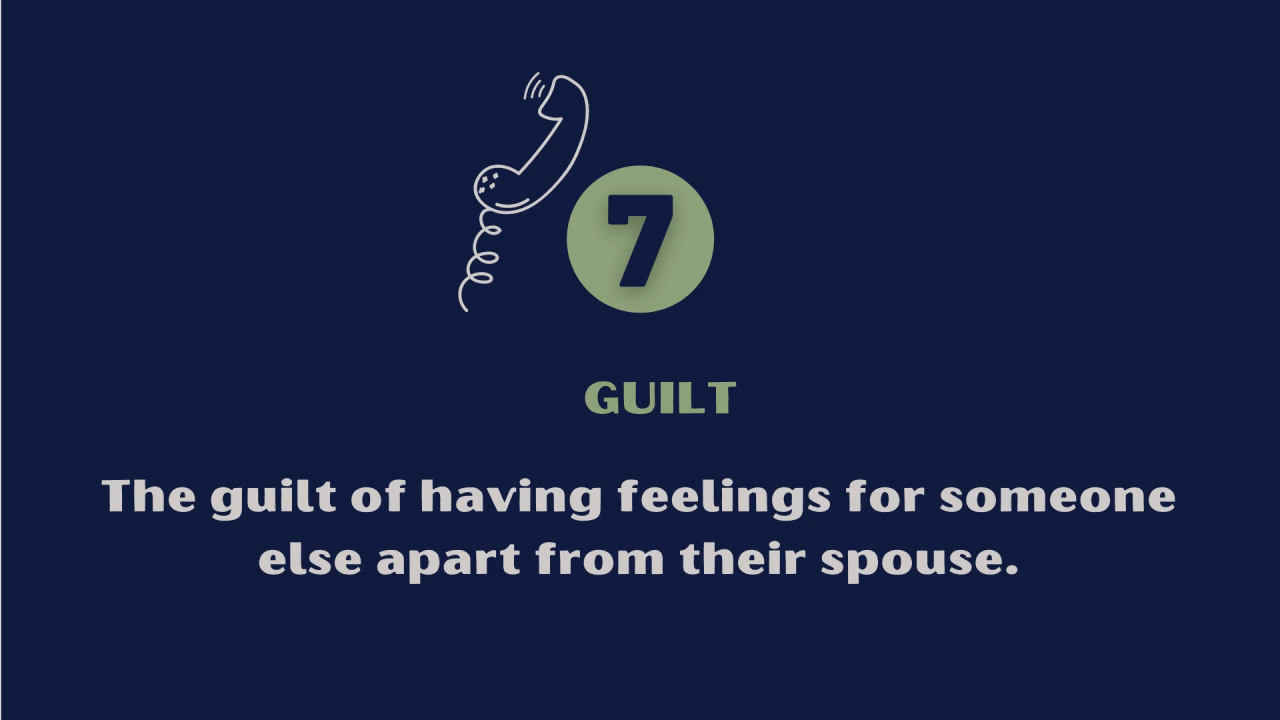 7
GUILT
The guilt of having feelings for someone
else apart from their spouse.